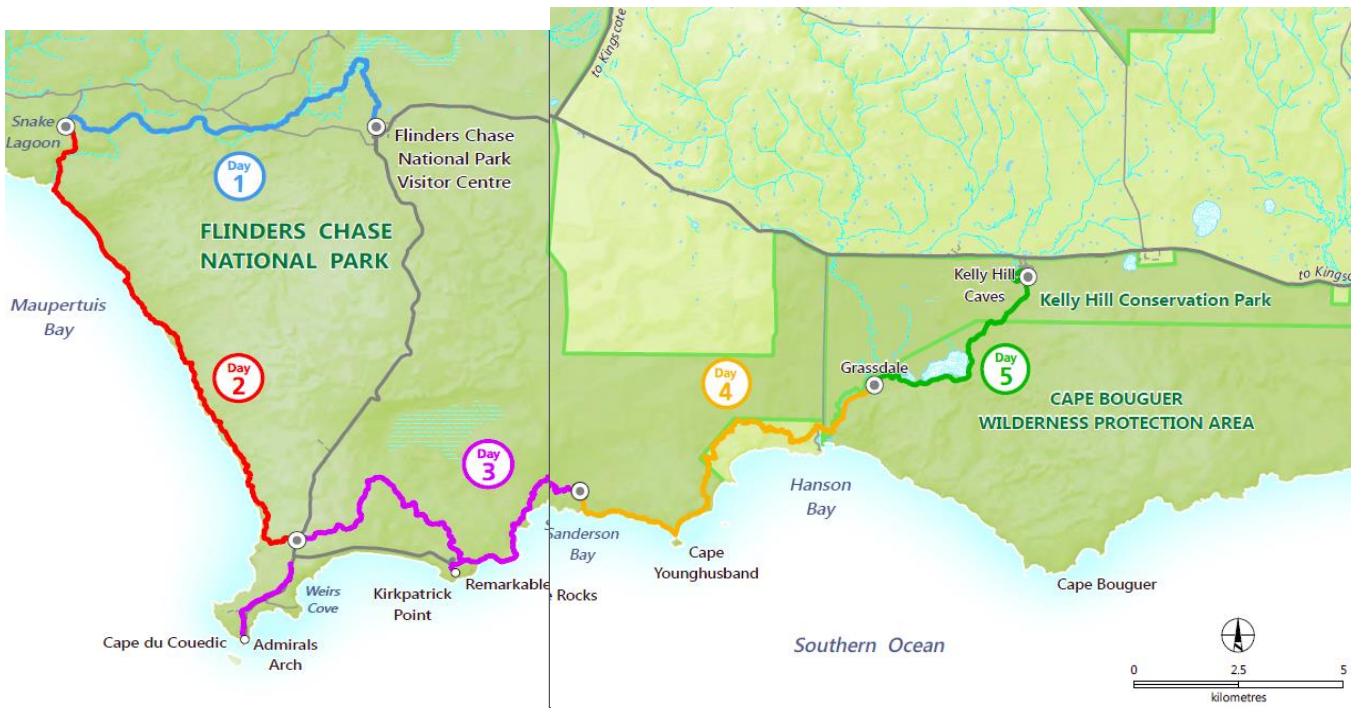 to Kingscote
Snake
Lagoon
Flinders Chase
National Park
Visitor Centre
Day
1
FLINDERS CHASE
NATIONAL PARK
Kelly Hill
Caves
Kelly Hill Conservation Park
to Kingsc
Maupertuis
Bay
Day
2
Day
4
Grassdale
Day
5
CAPE BOUGUER
WILDERNESS PROTECTION AREA
Day
3
Hanson
Bay
Sanderson
Bay
Cape
Younghusband
Cape Bouguer
Weirs
Cove
Kirkpatrick
Point
Remarkable
e Rocks
Cape du Couedic
Admirals
Arch
Southern Ocean
0 2.5 5
kilometres